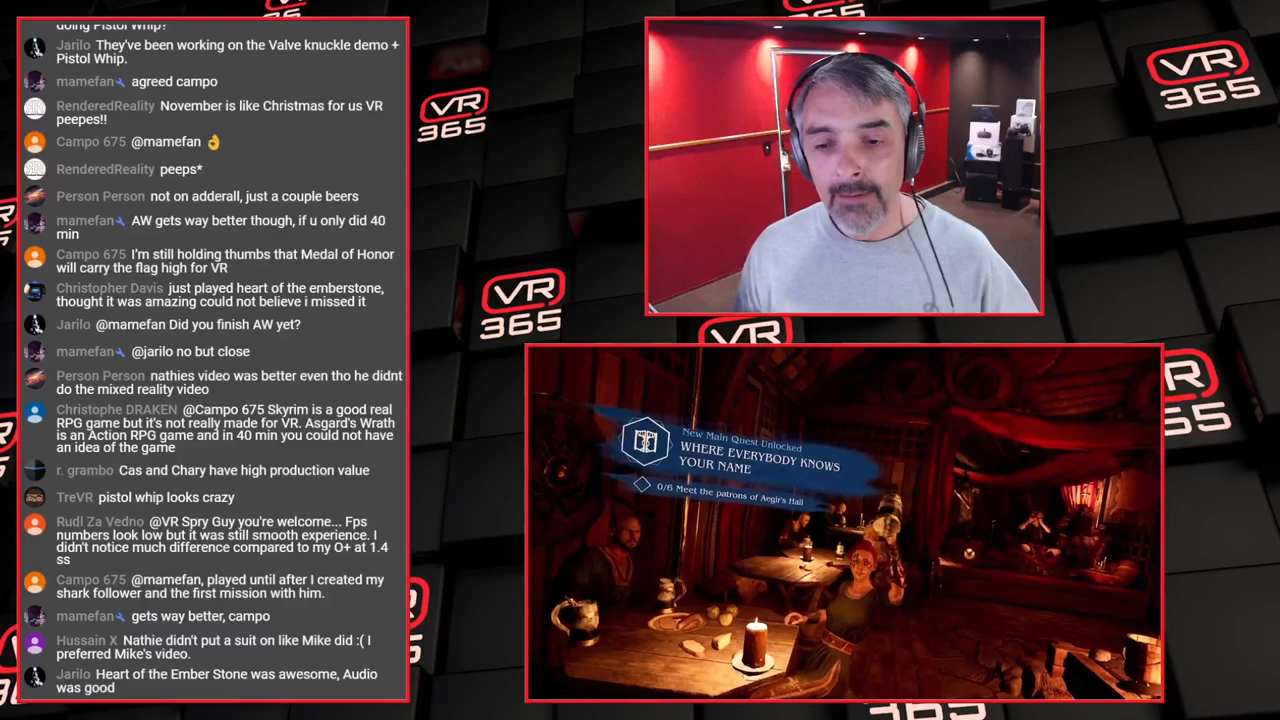 doing Pistol Whip?
Jarilo They've been working on the Valve knuckle demo +
Pistol Whip.
mamefan agreed campo
RenderedReality November is like Christmas for us VR
peepes!!
Campo 675 @mamefan 👌
RenderedReality peeps*
Person Person not on adderall, just a couple beers
mamefan AW gets way better though, if u only did 40
min
Campo 675 I'm still holding thumbs that Medal of Honor
will carry the flag high for VR
Christopher Davis just played heart of the emberstone,
thought it was amazing could not believe i missed it
Jarilo @mamefan Did you finish AW yet?
mamefan @jarilo no but close
Person Person nathies video was better even tho he didnt
do the mixed reality video
Christophe DRAKEN @Campo 675 Skyrim is a good real
RPG game but it's not really made for VR. Asgard's Wrath
is an Action RPG game and in 40 min you could not have
an idea of the game
r. grambo Cas and Chary have high production value
TreVR pistol whip looks crazy
Rudl Za Vedno @VR Spry Guy you're welcome... Fps
numbers look low but it was still smooth experience. I
didn't notice much difference compared to my O+ at 1.4
ss
Campo 675 @mamefan, played until after I created my
shark follower and the first mission with him.
mamefan gets way better, campo
Hussain X Nathie didn't put a suit on like Mike did :( I
preferred Mike's video.
Jarilo Heart of the Ember Stone was awesome, Audio
was good
VR
365
VR
365
VR
365
VR
365
365
New Main Quest Unlocked
WHERE EVERYBODY KNOWS
YOUR NAME
0/6 Meet the patrons of Aegir's Hall